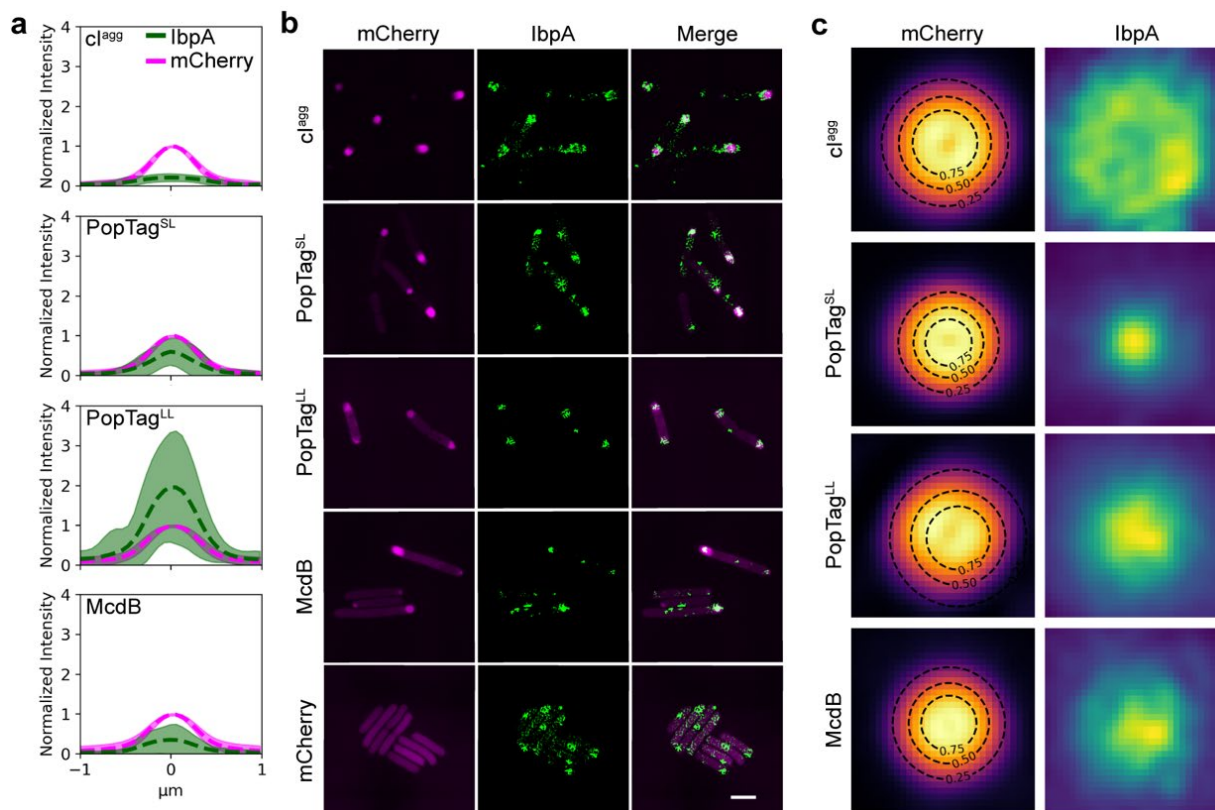 a
Normalized Intensity
4
3
2
1
0
cI^agg
IbpA
mCherry
Normalized Intensity
4
3
2
1
0
PopTag^SL
Normalized Intensity
4
3
2
1
0
PopTag^LL
Normalized Intensity
4
3
2
1
0
McdB
−1
0
1
μm
b
mCherry
IbpA
Merge
cI^agg
PopTag^SL
PopTag^LL
McdB
mCherry
c
mCherry
IbpA
cI^agg
0.75
0.50
0.25
PopTag^SL
0.75
0.50
0.25
PopTag^LL
0.75
0.50
McdB
0.75
0.50
0.25